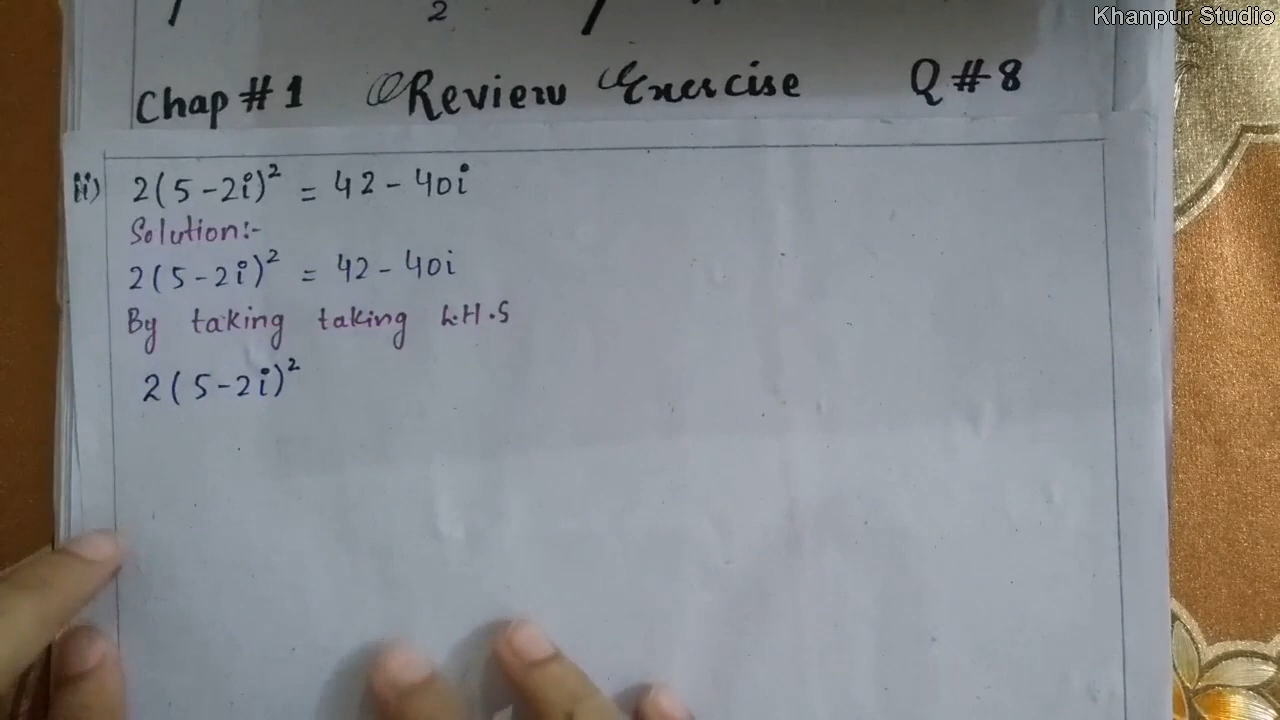 Khanpur Studio
2
Chap # 1 Review Exercise Q # 8
ii) 2(5-2i)² = 42-40i
Solution:-
2(5-2i)² = 42-40i
By taking taking L.H.S
2(5-2i)²